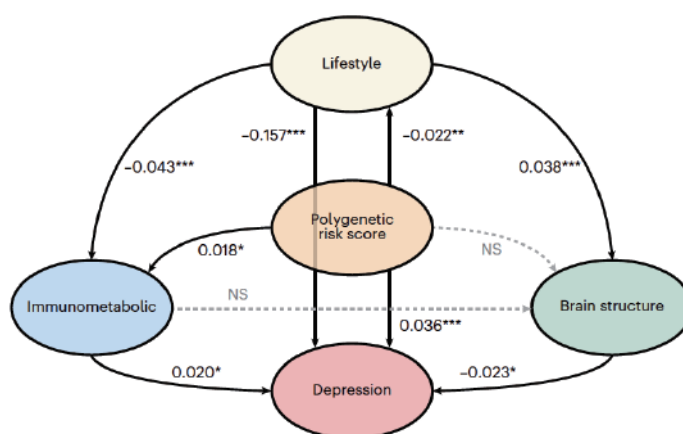 Lifestyle
−0.157***
−0.022**
−0.043***
0.038***
Polygenetic
risk score
0.018*
NS
Immunometabolic
NS
Brain structure
0.036***
0.020*
Depression
−0.023*